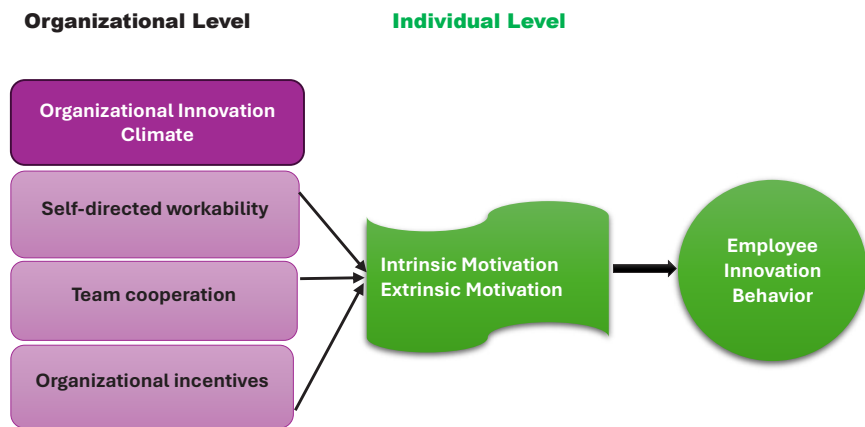 Organizational Level
Individual Level
Organizational Innovation
Climate
Self-directed workability
Team cooperation
Organizational incentives
Intrinsic Motivation
Extrinsic Motivation
Employee
Innovation
Behavior